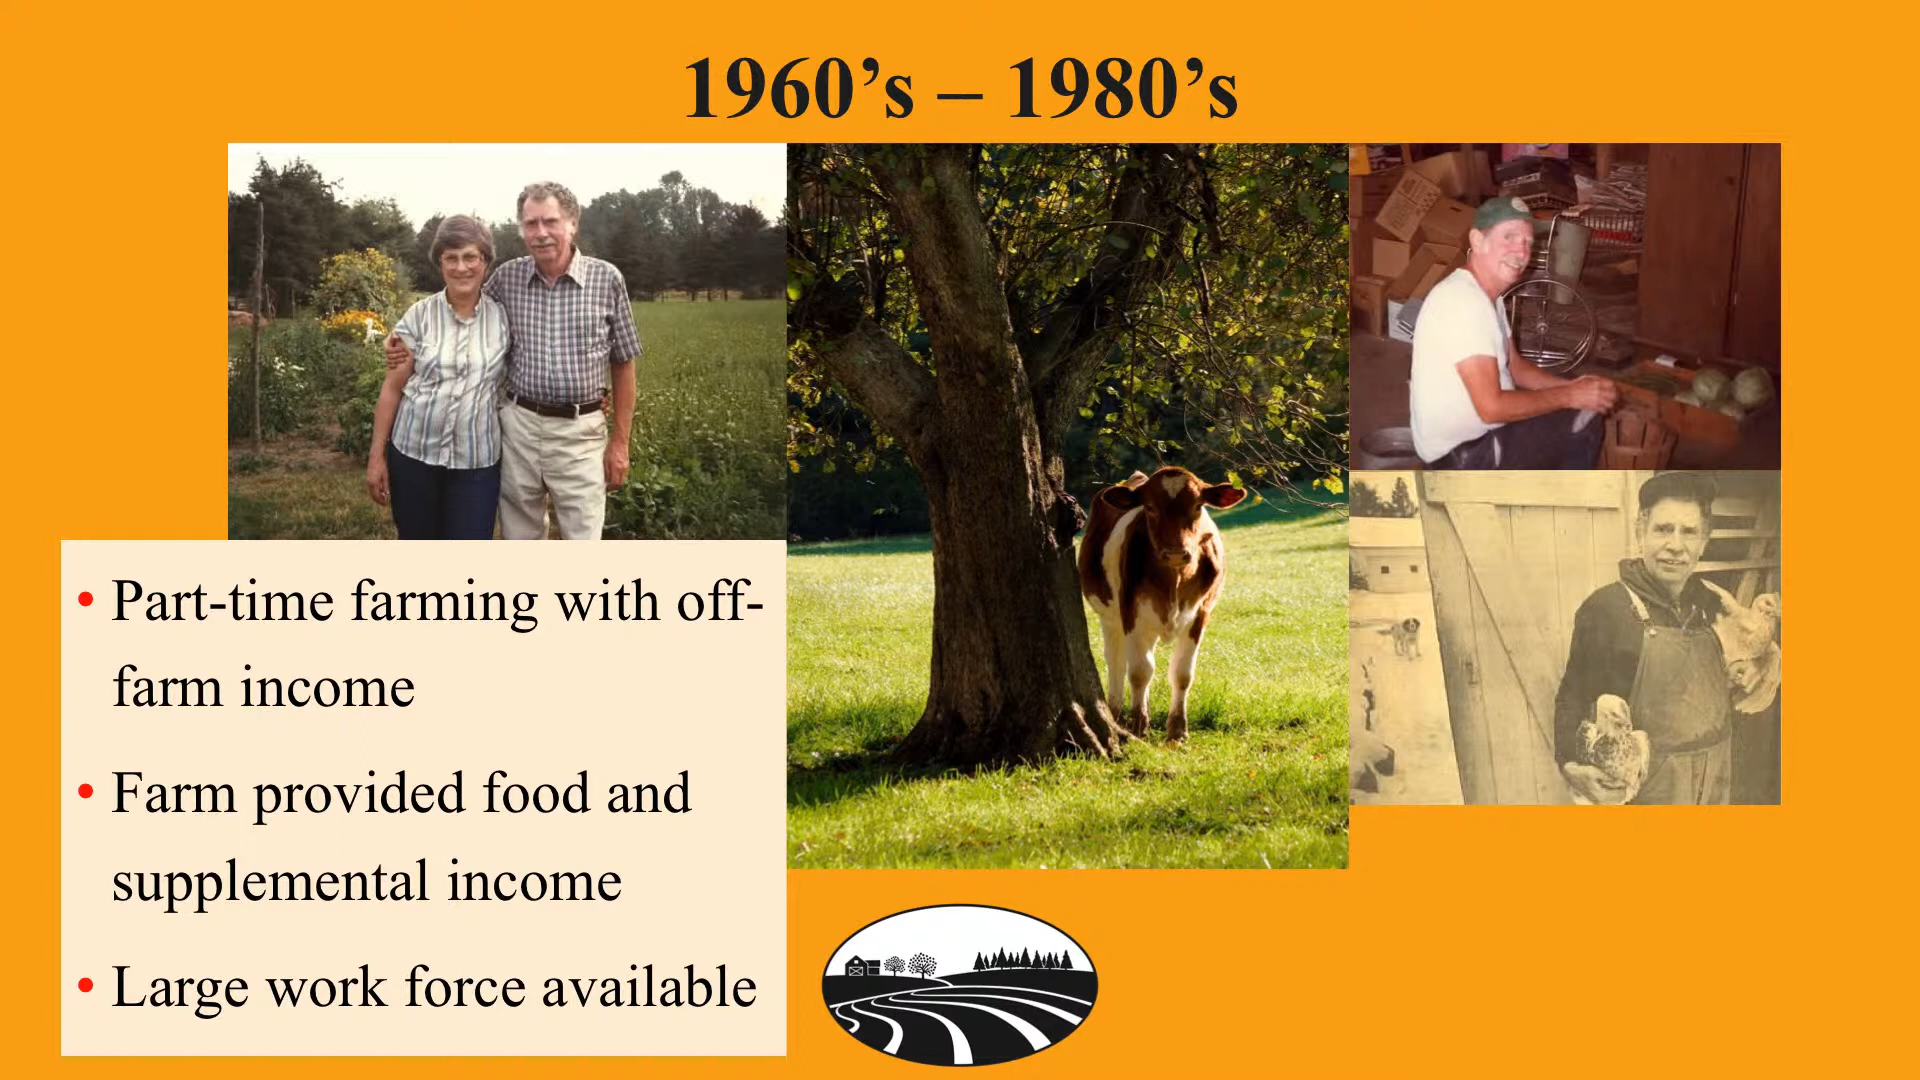 1960’s – 1980’s
• Part-time farming with off-
farm income
• Farm provided food and
supplemental income
• Large work force available